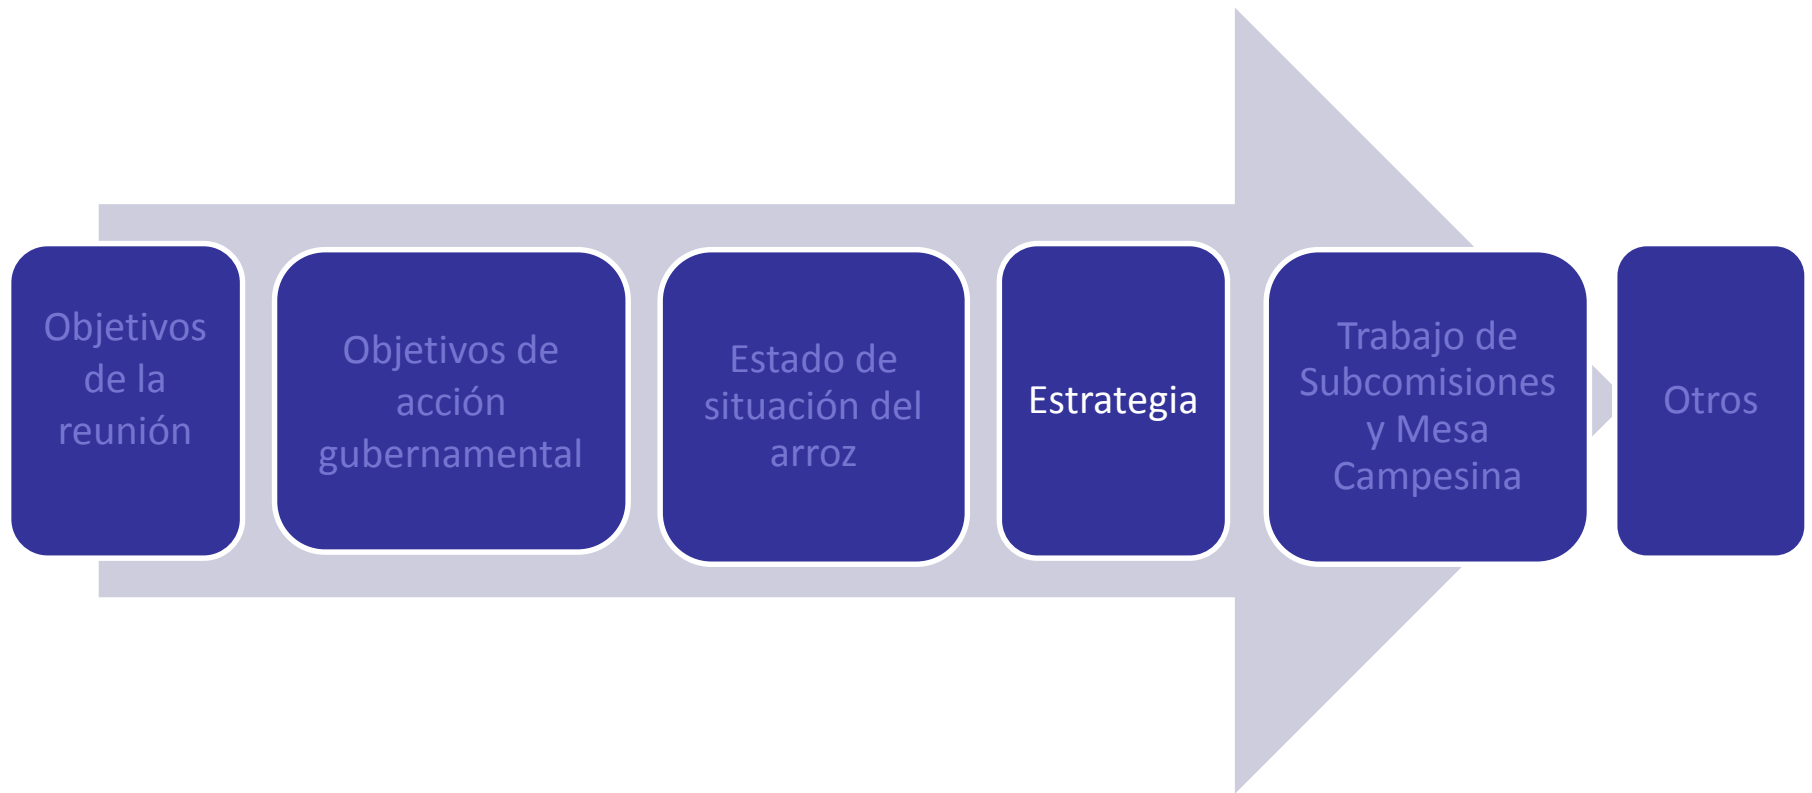 Objetivos
de la
reunión
Objetivos de
acción
gubernamental
Estado de
situación del
arroz
Estrategia
Trabajo de
Subcomisiones
y Mesa
Campesina
Otros